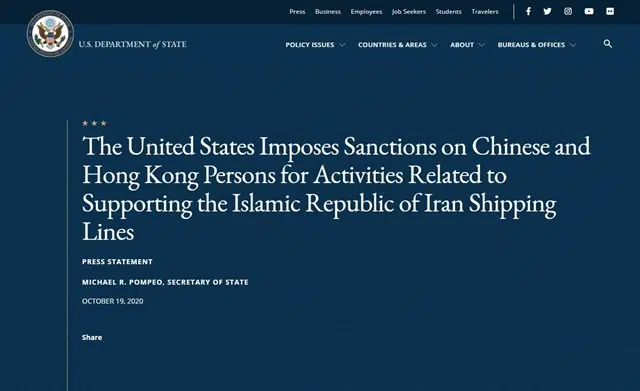 Press Business Employees Job Seekers Students Travelers
U.S. DEPARTMENT of STATE
POLICY ISSUES COUNTRIES & AREAS ABOUT BUREAUS & OFFICES
The United States Imposes Sanctions on Chinese and
Hong Kong Persons for Activities Related to
Supporting the Islamic Republic of Iran Shipping
Lines
PRESS STATEMENT
MICHAEL R. POMPEO, SECRETARY OF STATE
OCTOBER 19, 2020
Share